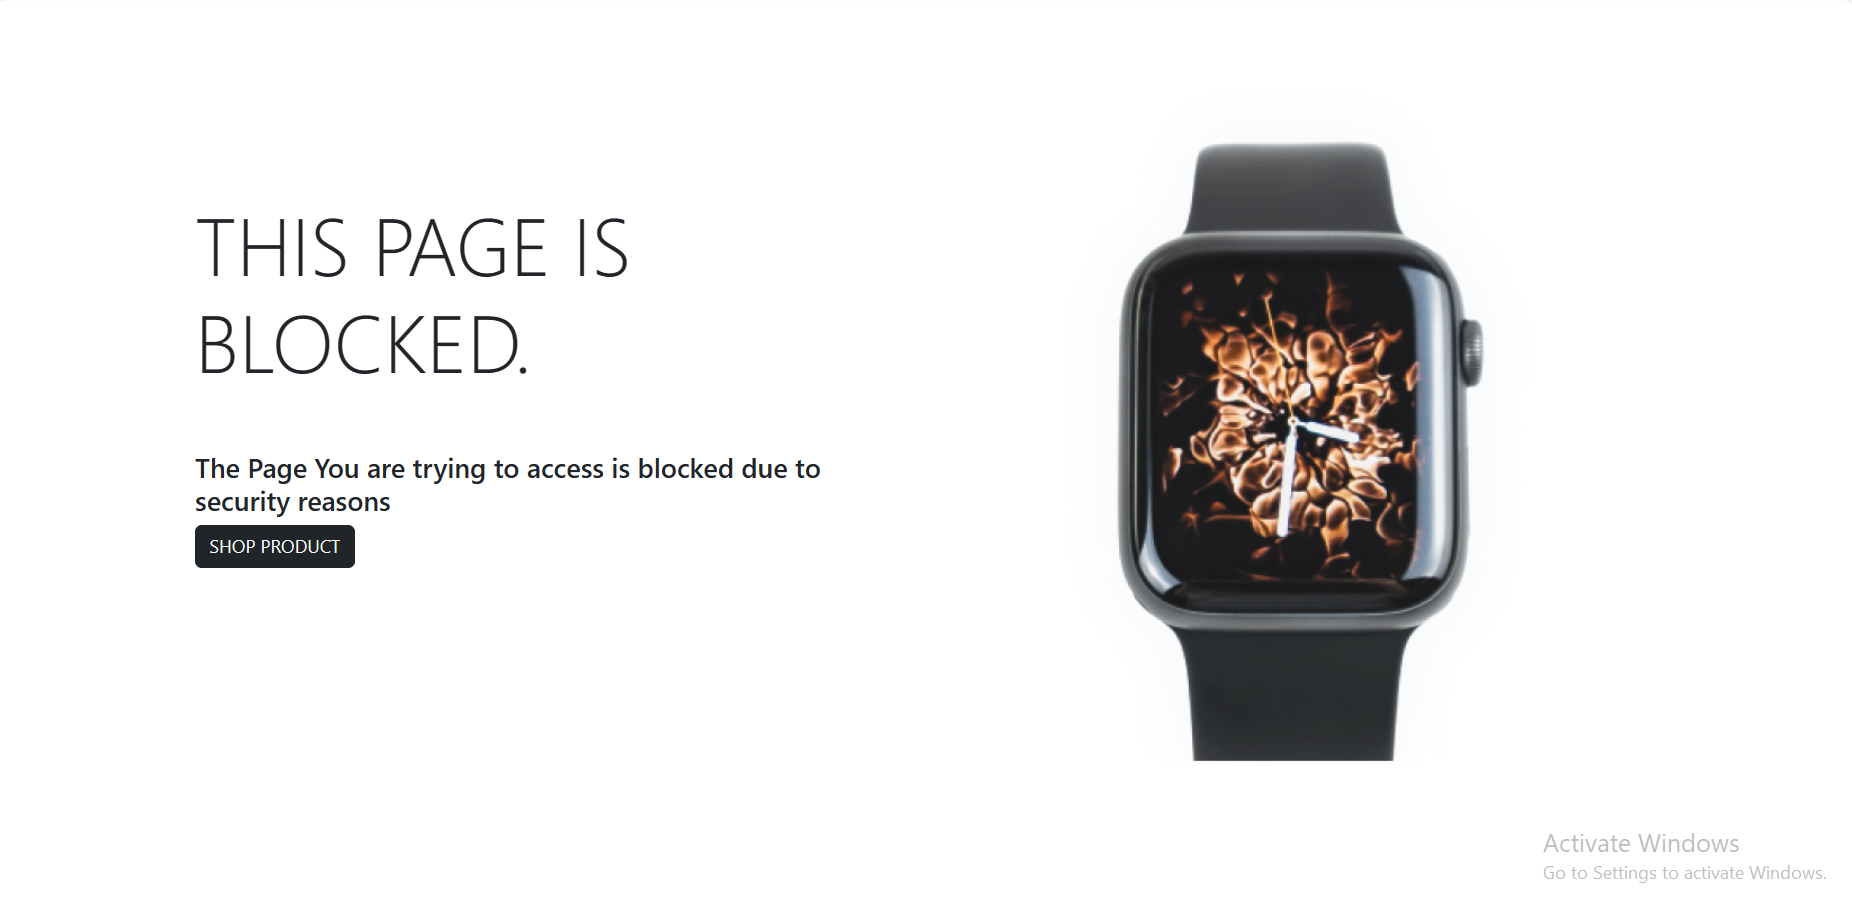 THIS PAGE IS
BLOCKED.
The Page You are trying to access is blocked due to
security reasons
SHOP PRODUCT
Activate Windows
Go to Settings to activate Windows.